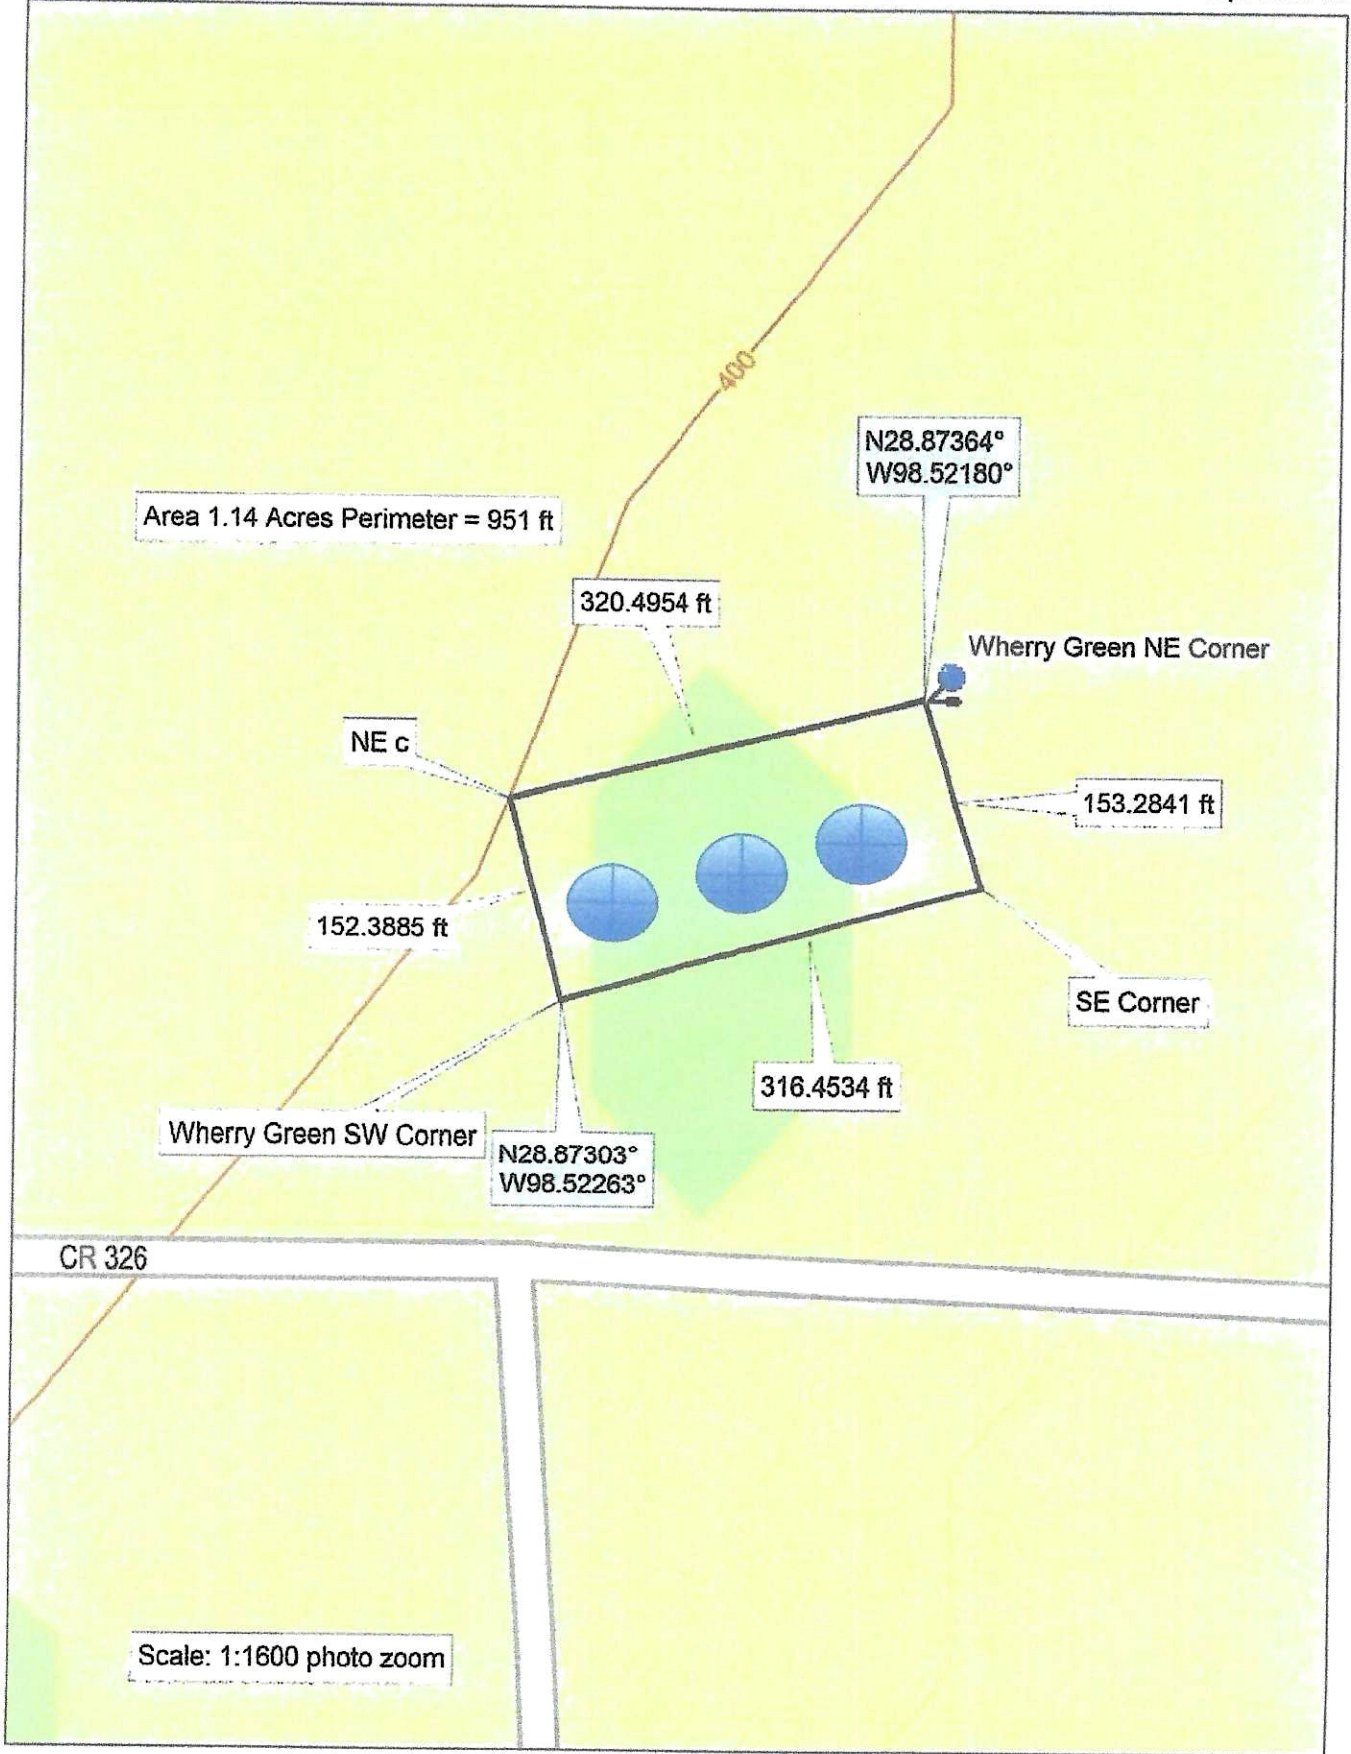 400
N28.87364°
W98.52180°
Area 1.14 Acres Perimeter = 951 ft
320.4954 ft
Wherry Green NE Corner
NE c
153.2841 ft
152.3885 ft
SE Corner
316.4534 ft
Wherry Green SW Corner
N28.87303°
W98.52263°
CR 326
Scale: 1:1600 photo zoom